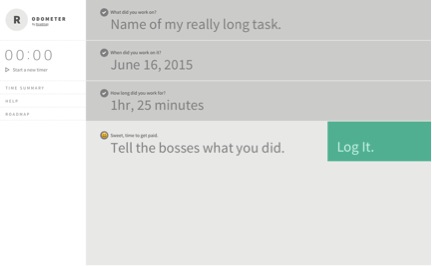 R
ODOMETER
00:00
Start a new timer
TIME SUMMARY
HELP
ROADMAP
What did you work on?
Name of my really long task.
When did you work on it?
June 16, 2015
How long did you work for?
1hr, 25 minutes
Sweet, time to get paid.
Tell the bosses what you did.
Log It.